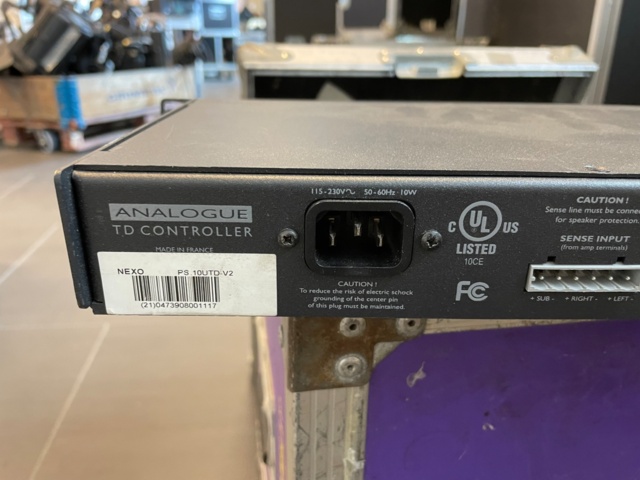 115-230V~ 50-60Hz 10W
ANALOGUE
TD CONTROLLER
MADE IN FRANCE
NEXO PS 10UTD-V2
(21)0473908001117
CAUTION !
To reduce the risk of electric schock
grounding of the center pin
of this plug must be maintained.
C UL US
LISTED
10CE
FC
CAUTION !
Sense line must be connec
for speaker protection.
SENSE INPUT
(from amp terminals)
+ SUB - + RIGHT - + LEFT -